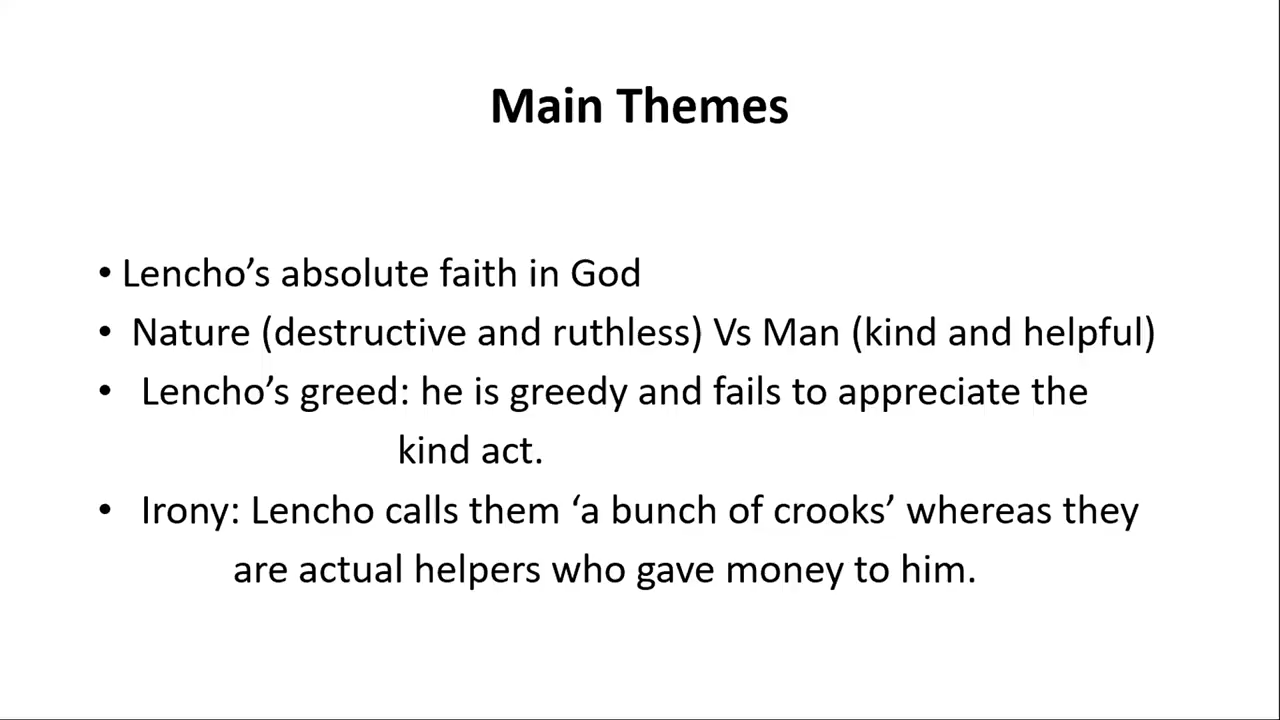 Main Themes
• Lencho’s absolute faith in God
• Nature (destructive and ruthless) Vs Man (kind and helpful)
• Lencho’s greed: he is greedy and fails to appreciate the
kind act.
• Irony: Lencho calls them ‘a bunch of crooks’ whereas they
are actual helpers who gave money to him.